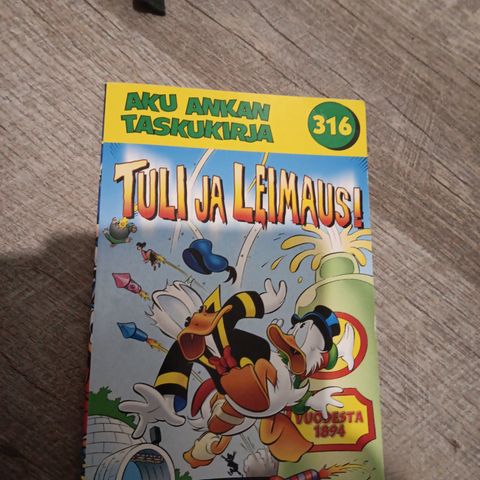 AKU ANKAN
TASKUKIRJA
316
TULI JA LEIMAUS!
VUODESTA
1894